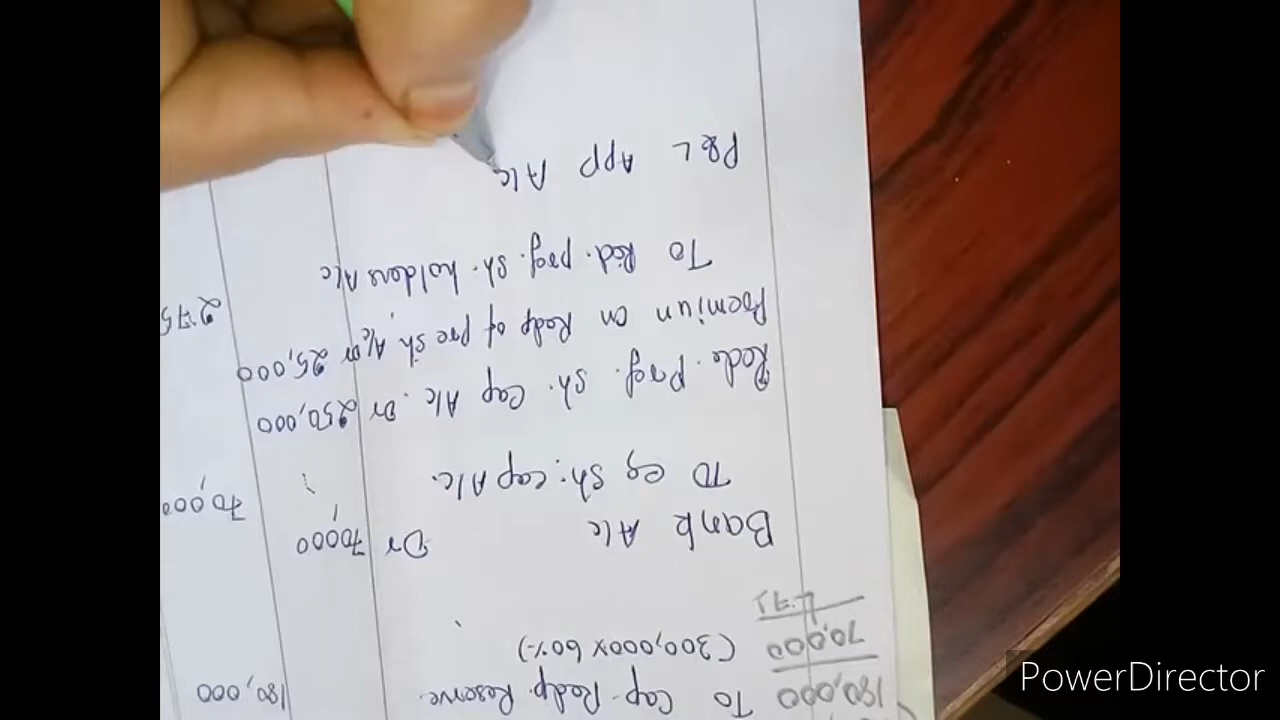 180,000 To Cap. Redp. Reserve. 180,000
70,000 (300,000 x 60%)
Bank A/c Dr 70000
To eq sh. cap A/c. 70,000
Rede. Pref. Sh. Cap A/c. Dr 250,000
Premium on Redp of pre sh. A/c Dr 25,000
To Red. pref. sh. holders A/c 275
P&L APP A/c
PowerDirector